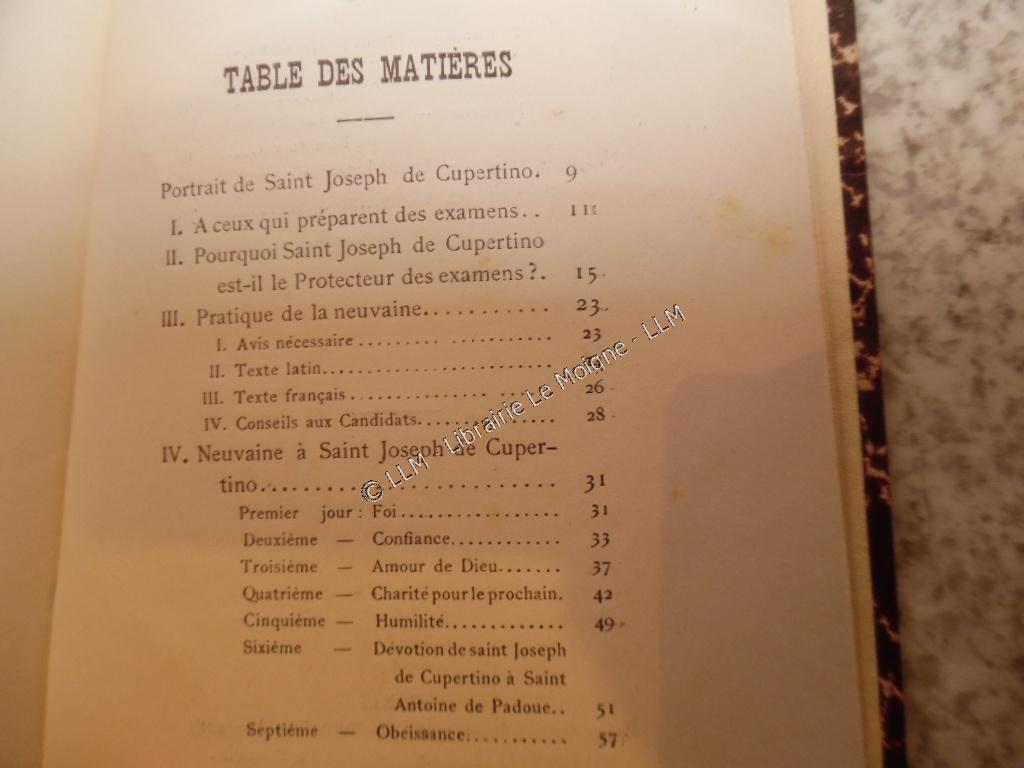 TABLE DES MATIÈRES
Portrait de Saint Joseph de Cupertino. 9
I. A ceux qui préparent des examens.. 11
II. Pourquoi Saint Joseph de Cupertino
est-il le Protecteur des examens ?. 15
III. Pratique de la neuvaine........... 23
I. Avis nécessaire .......... ............ 23
II. Texte latin..........................
III. Texte français ............... ....... 26
IV. Conseils aux Candidats............... 28
IV. Neuvaine à Saint Joseph de Cuper-
tino......................... 31
Premier jour : Foi.................. 31
Deuxième — Confiance............ 33
Troisième — Amour de Dieu....... 37
Quatrième — Charité pour le prochain. 42
Cinquième — Humilité............. 49
Sixième — Dévotion de saint Joseph
de Cupertino à Saint
Antoine de Padoue.. 51
Septième — Obéissance........... 57
© LLM - Librairie Le Moigne - LLM